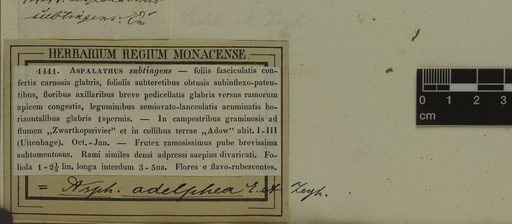 subtingens. Eu
HERBARIUM REGIUM MONACENSE.
1441. ASPALATHUS subtingens — foliis fasciculatis con-
fertis carnosis glabris, foliolis subteretibus obtusis subinflexo-paten-
tibus, floribus axillaribus breve pedicellatis glabris versus ramorum
apicem congestis, leguminibus semiovato-lanceolatis acuminatis ho-
rizontalibus glabris 1spermis. — In campestribus graminosis ad
flumen „Zwartkopsrivier" et in collibus terrae „Adow" altit. I-III
(Uitenhage). Oct.-Jan. — Frutex ramosissimus pube brevissima
subtomentosus. Rami similes densi adpressi saepius divaricati. Fo-
liola 1-2½ lin. longa interdum 3-5na. Flores e flavo-rubescentes.
= Asph. adelphea E. et Zeyh.
0 1 2 3
cm